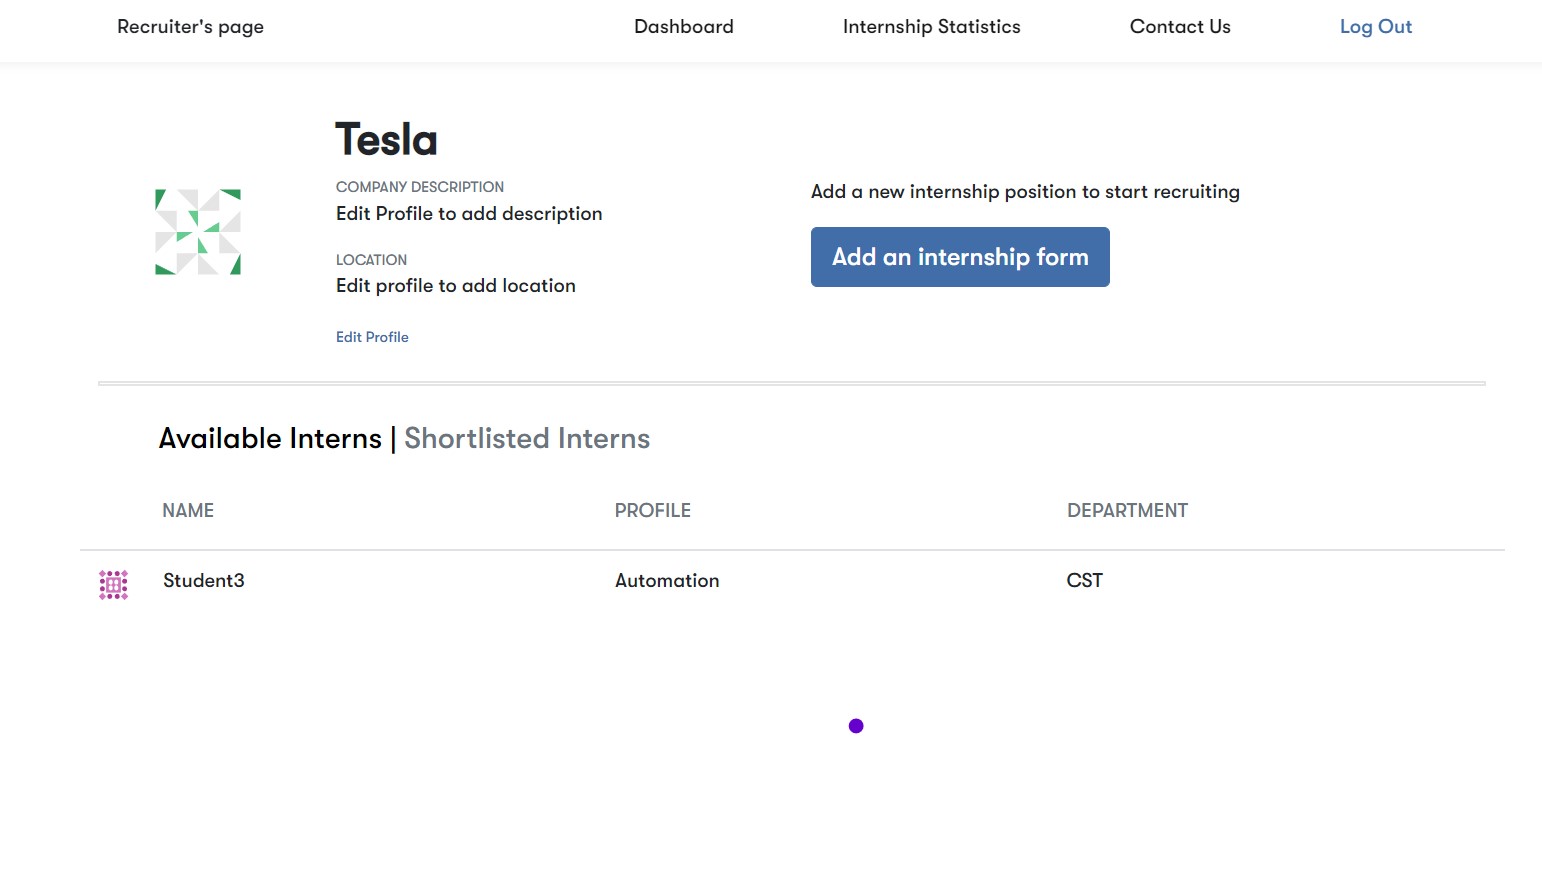 Recruiter's page Dashboard Internship Statistics Contact Us Log Out
Tesla
COMPANY DESCRIPTION
Edit Profile to add description
LOCATION
Edit profile to add location
Edit Profile
Add a new internship position to start recruiting
Add an internship form
Available Interns | Shortlisted Interns
NAME PROFILE DEPARTMENT
Student3 Automation CST